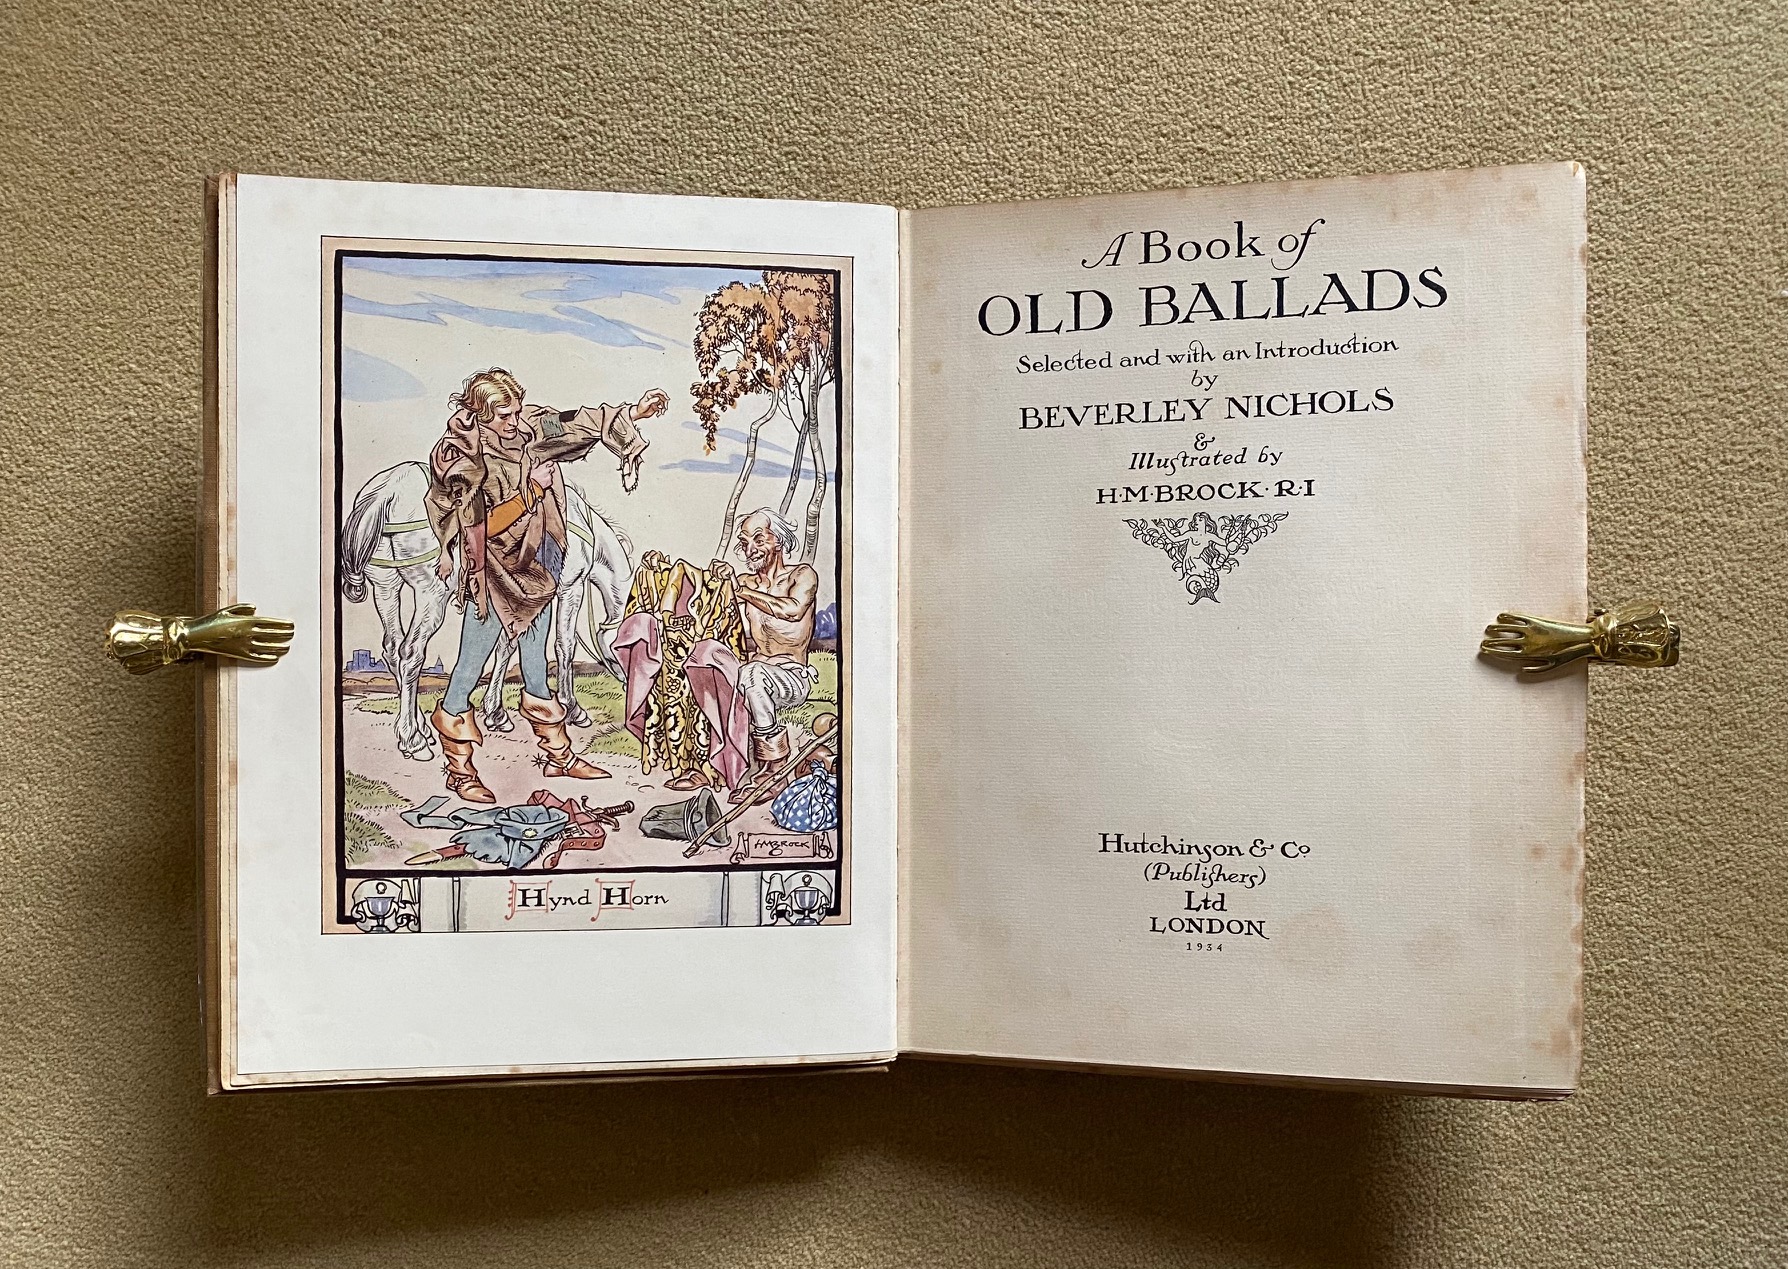 HMBROCK
Hynd Horn
A Book of
OLD BALLADS
Selected and with an Introduction
by
BEVERLEY NICHOLS
&
Illustrated by
H·M·BROCK·R·I
Hutchinson & Co
(Publishers)
Ltd
LONDON
1934